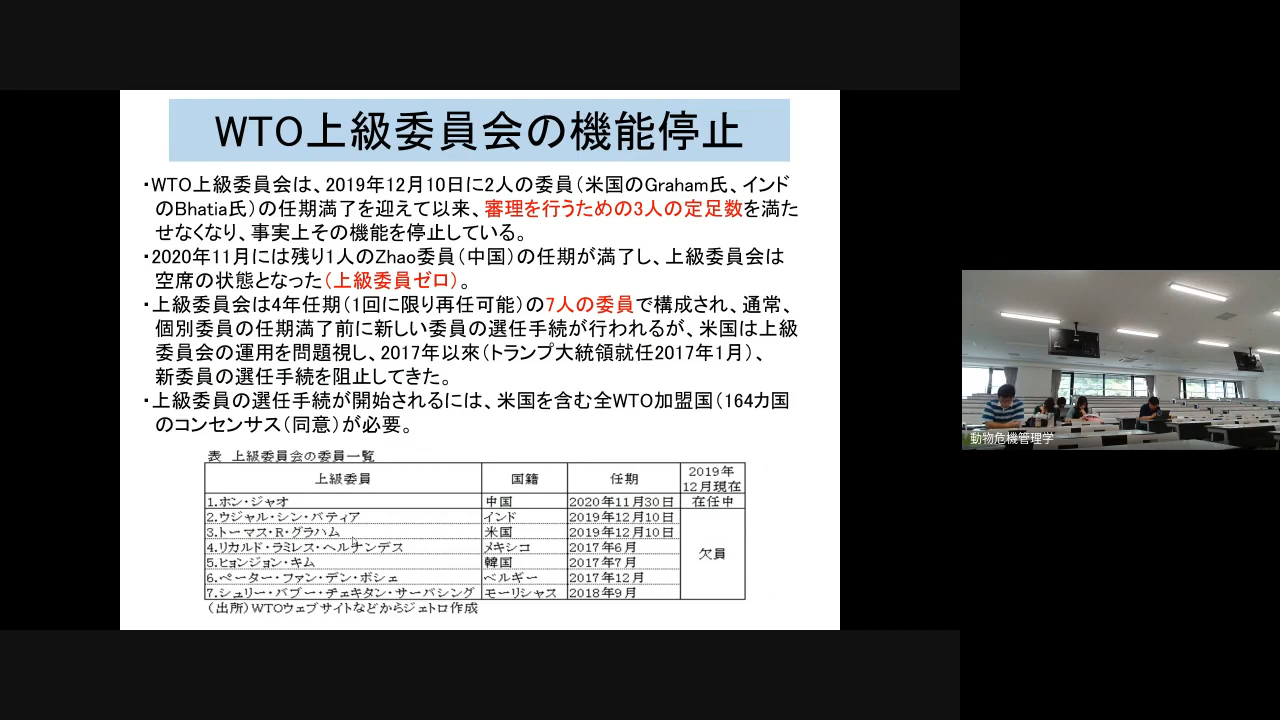 WTO上級委員会の機能停止
・WTO上級委員会は、2019年12月10日に2人の委員（米国のGraham氏、インド
のBhatia氏）の任期満了を迎えて以来、審理を行うための3人の定足数を満た
せなくなり、事実上その機能を停止している。
・2020年11月には残り1人のZhao委員（中国）の任期が満了し、上級委員会は
空席の状態となった（上級委員ゼロ）。
・上級委員会は4年任期（1回に限り再任可能）の7人の委員で構成され、通常、
個別委員の任期満了前に新しい委員の選任手続が行われるが、米国は上級
委員会の運用を問題視し、2017年以来（トランプ大統領就任2017年1月）、
新委員の選任手続を阻止してきた。
・上級委員の選任手続が開始されるには、米国を含む全WTO加盟国（164カ国
のコンセンサス（同意）が必要。
表 上級委員会の委員一覧
上級委員 国籍 任期 2019年12月現在
1.ホン・ジャオ 中国 2020年11月30日 在任中
2.ウジャル・シン・バティア インド 2019年12月10日 欠員
3.トーマス・R・グラハム 米国 2019年12月10日
4.リカルド・ラミレス・ヘルナンデス メキシコ 2017年6月
5.ヒョンジョン・キム 韓国 2017年7月
6.ペーター・ファン・デン・ボシェ ベルギー 2017年12月
7.シュリー・バブー・チェキタン・サーバシング モーリシャス 2018年9月
（出所）WTOウェブサイトなどからジェトロ作成
動物危機管理学